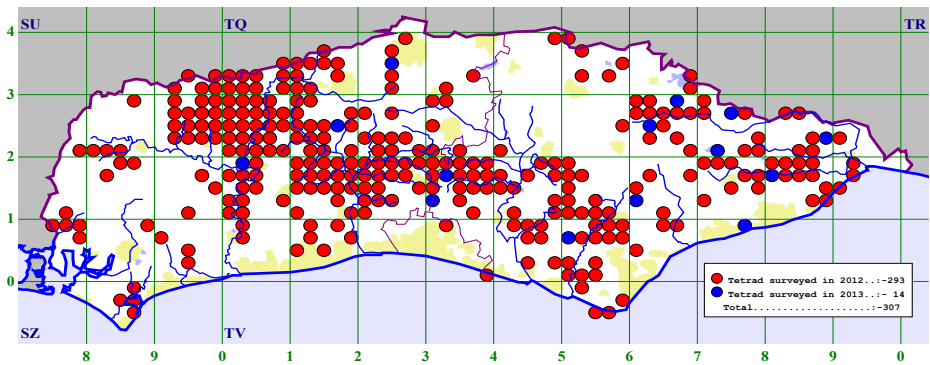 SU TQ TR
4
3
2
1
0
Tetrad surveyed in 2012..:-293
Tetrad surveyed in 2013..:- 14
Total....................:-307
SZ TV
8 9 0 1 2 3 4 5 6 7 8 9 0